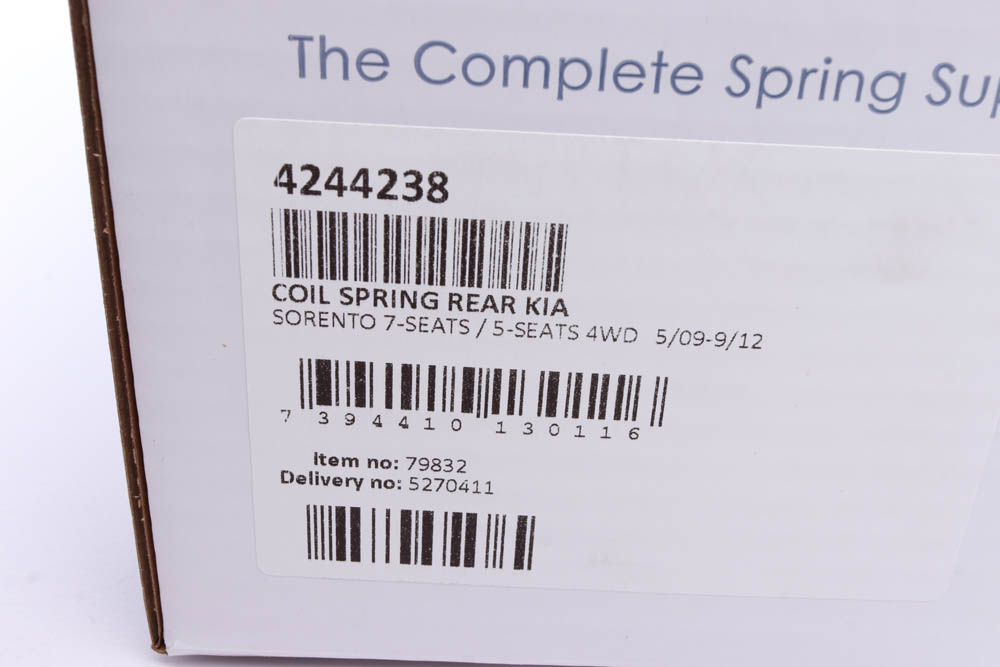 The Complete Spring
4244238
COIL SPRING REAR KIA
SORENTO 7-SEATS / 5-SEATS 4WD 5/09-9/12
7 394410 130116
Item no: 79832
Delivery no: 5270411